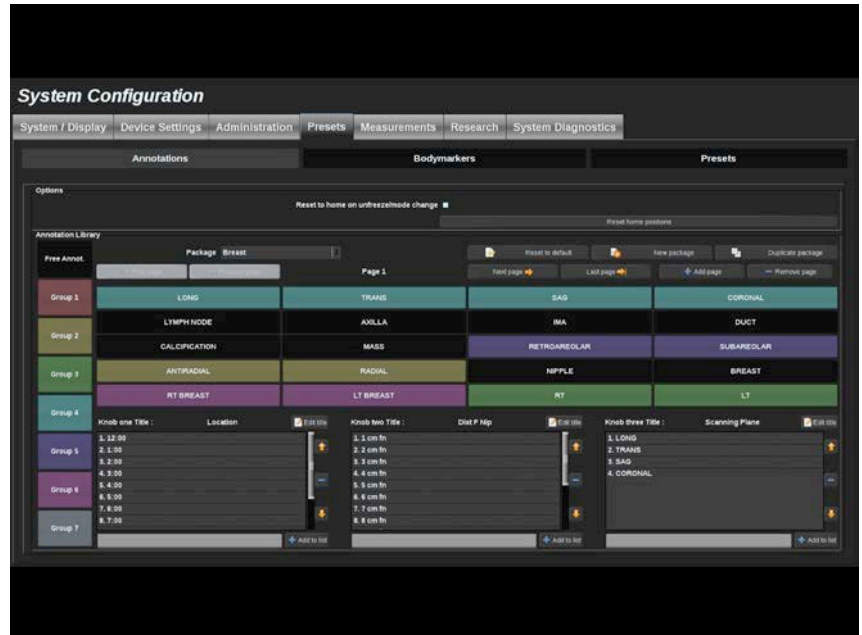 System Configuration
System / Display Device Settings Administration Presets Measurements Research System Diagnostics
Annotations Bodymarkers Presets
Options
Reset to home on unfreeze/mode change
Reset home positions
Annotation Library
Free Annot. Package Breast Reset to default New package Duplicate package
Page 1 Next page Last page Add page Remove page
Group 1 LONG TRANS SAG CORONAL
LYMPH NODE AXILLA IMA DUCT
Group 2
CALCIFICATION MASS RETROAREOLAR SUBAREOLAR
Group 3 ANTIRADIAL RADIAL NIPPLE BREAST
RT BREAST LT BREAST RT LT
Group 4
Knob one Title : Location Edit title Knob two Title : Dist F Nip Edit title Knob three Title : Scanning Plane Edit title
1. 12:00 1. 1 cm fn 1. LONG
2. 1:00 2. 2 cm fn 2. TRANS
Group 5 3. 2:00 3. 3 cm fn 3. SAG
4. 3:00 4. 4 cm fn 4. CORONAL
5. 4:00 5. 5 cm fn
Group 6 6. 5:00 6. 6 cm fn
7. 6:00 7. 7 cm fn
8. 7:00 8. 8 cm fn
Group 7
Add to list Add to list Add to list